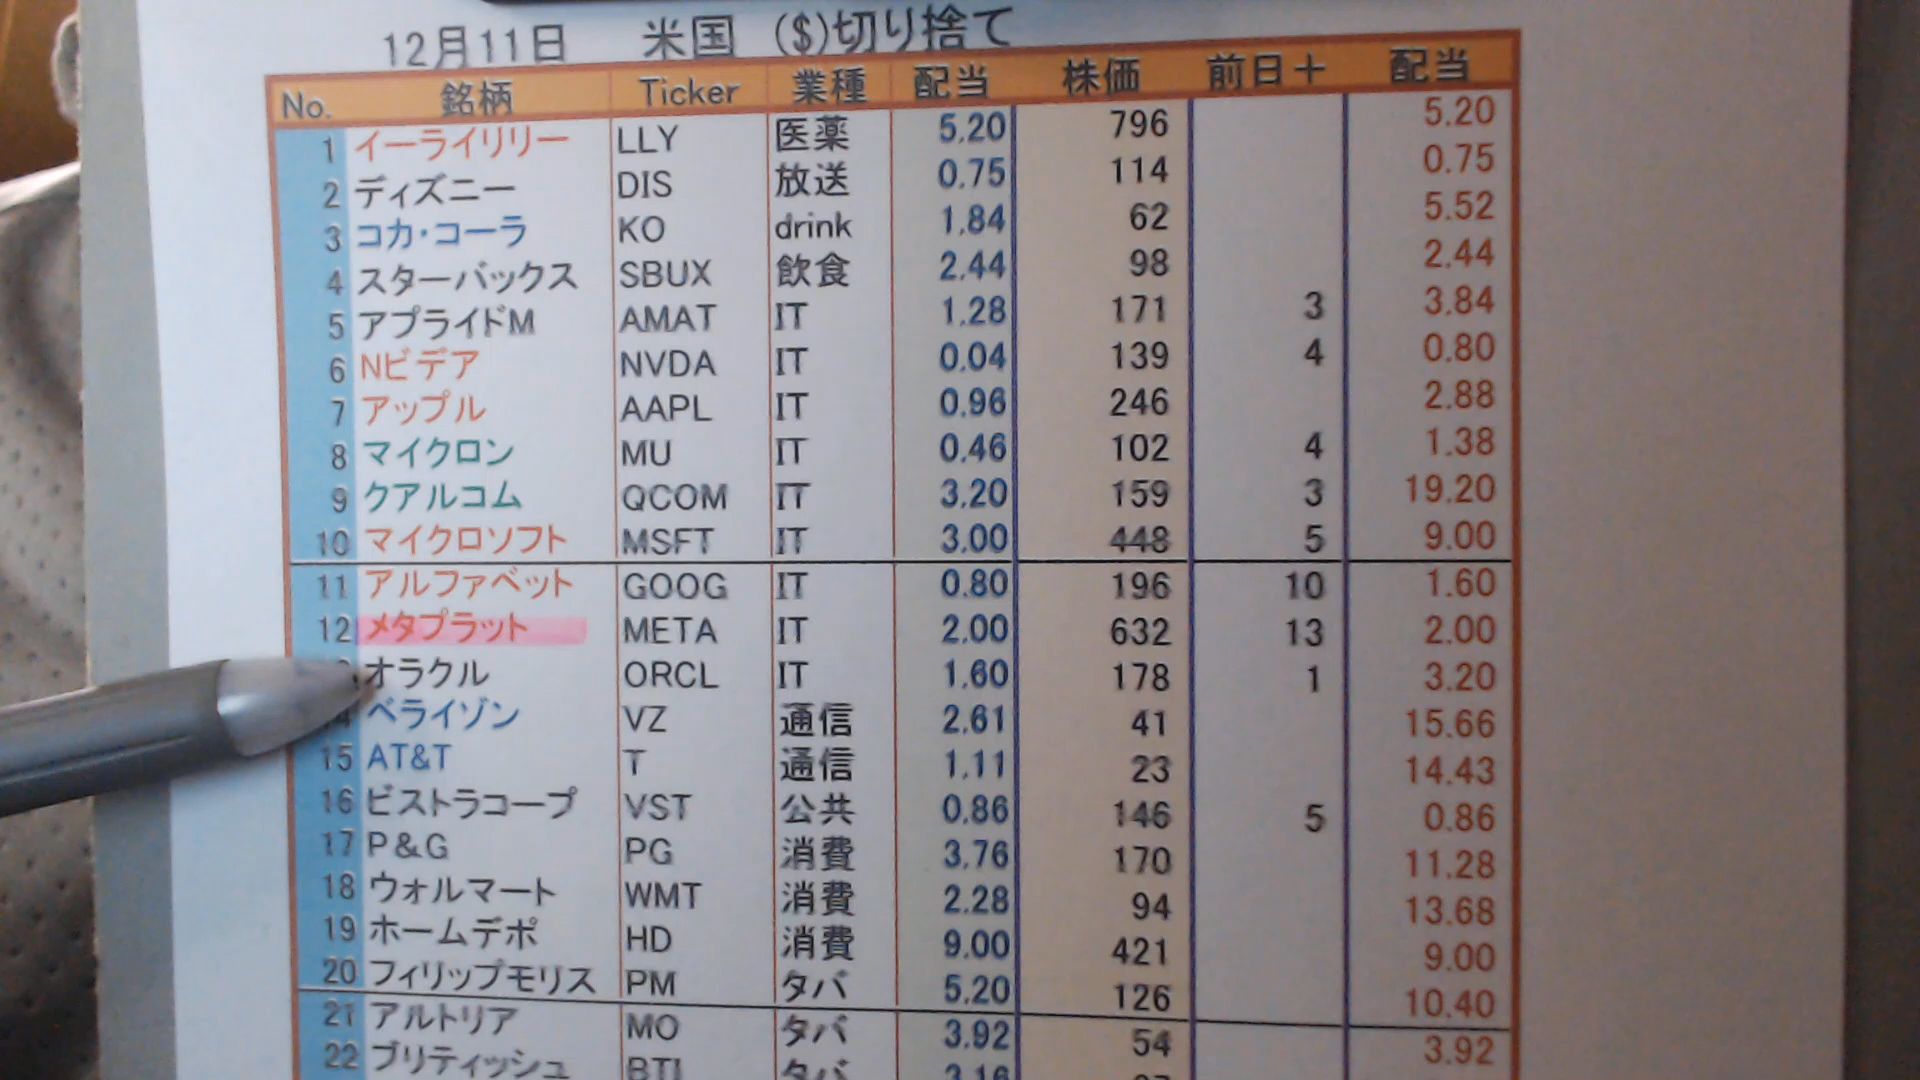 12月11日 米国 ($)切り捨て
No. 銘柄 Ticker 業種 配当 株価 前日＋ 配当
1 イーライリリー LLY 医薬 5.20 796 5.20
2 ディズニー DIS 放送 0.75 114 0.75
3 コカ・コーラ KO drink 1.84 62 5.52
4 スターバックス SBUX 飲食 2.44 98 2.44
5 アプライドM AMAT IT 1.28 171 3 3.84
6 Nビデア NVDA IT 0.04 139 4 0.80
7 アップル AAPL IT 0.96 246 2.88
8 マイクロン MU IT 0.46 102 4 1.38
9 クアルコム QCOM IT 3.20 159 3 19.20
10 マイクロソフト MSFT IT 3.00 448 5 9.00
11 アルファベット GOOG IT 0.80 196 10 1.60
12 メタプラット META IT 2.00 632 13 2.00
オラクル ORCL IT 1.60 178 1 3.20
4 ベライゾン VZ 通信 2.61 41 15.66
15 AT&T T 通信 1.11 23 14.43
16 ビストラコープ VST 公共 0.86 146 5 0.86
17 P&G PG 消費 3.76 170 11.28
18 ウォルマート WMT 消費 2.28 94 13.68
19 ホームデポ HD 消費 9.00 421 9.00
20 フィリップモリス PM タバ 5.20 126 10.40
21 アルトリア MO タバ 3.92 54 3.92
22 ブリティッシュ BTI タバ 3.16